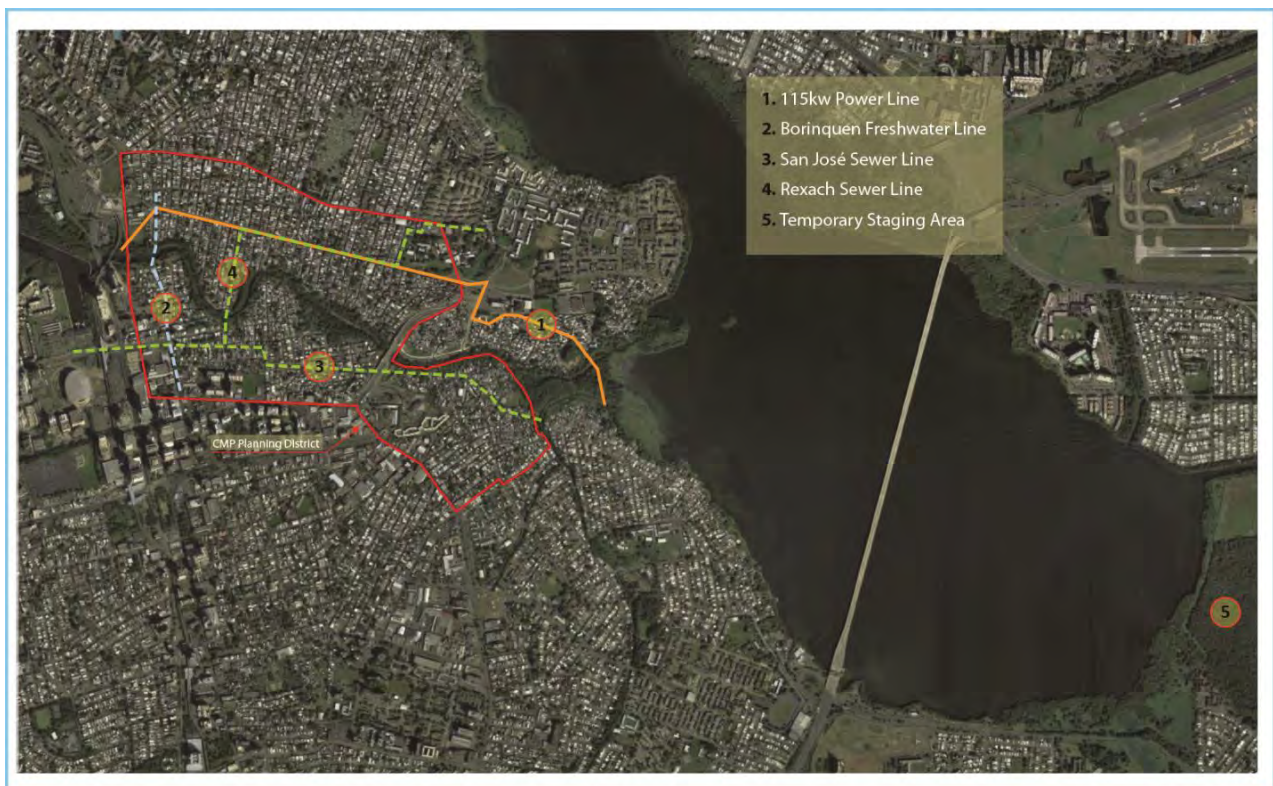 1. 115kw Power Line
2. Borinquen Freshwater Line
3. San José Sewer Line
4. Rexach Sewer Line
5. Temporary Staging Area
4
2
1
3
CMP Planning District
5